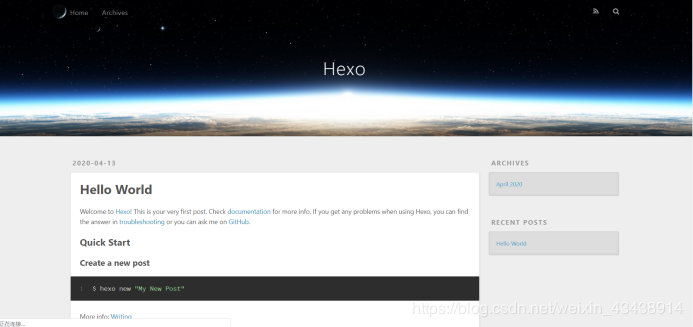 Home Archives
Hexo
2020-04-13
Hello World
Welcome to Hexo! This is your very first post. Check documentation for more info. If you get any problems when using Hexo, you can find
the answer in troubleshooting or you can ask me on GitHub.
Quick Start
Create a new post
1 $ hexo new "My New Post"
More info: Writing
ARCHIVES
April 2020
RECENT POSTS
Hello World
https://blog.csdn.net/weixin_43438914
正在连接...